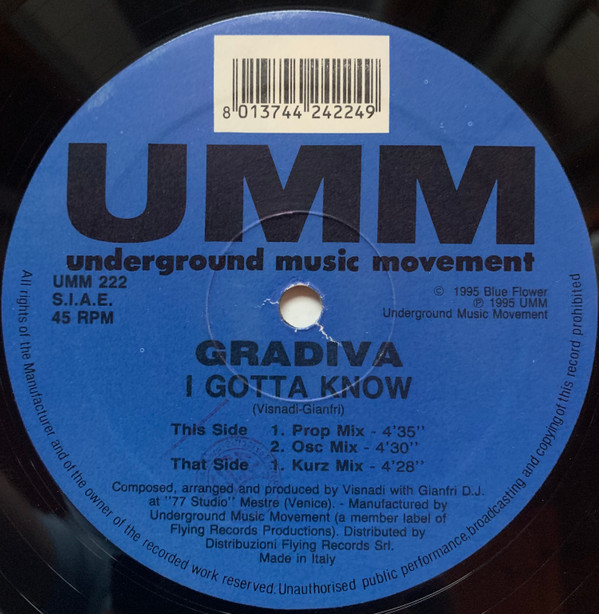 8 013744 242249
UMM
underground music movement
UMM 222
S.I.A.E.
45 RPM
© 1995 Blue Flower
℗ 1995 UMM
Underground Music Movement
GRADIVA
I GOTTA KNOW
(Visnadi-Gianfri)
This Side 1. Prop Mix - 4'35"
2. Osc Mix - 4'30"
That Side 1. Kurz Mix - 4'28"
Composed, arranged and produced by Visnadi with Gianfri D.J.
at "77 Studio" Mestre (Venice). - Manufactured by
Underground Music Movement (a member label of
Flying Records Productions). Distributed by
Distribuzioni Flying Records Srl.
Made in Italy
All rights of the Manufacturer and of the owner of the recorded work reserved. Unauthorised public performance, broadcasting and copying of this record prohibited